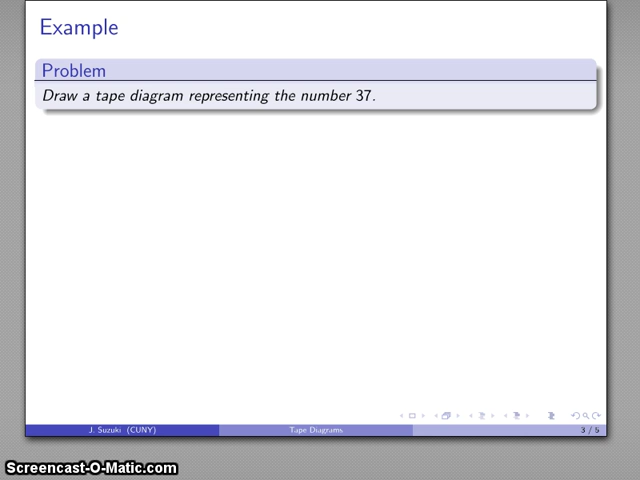 Example
Problem
Draw a tape diagram representing the number 37.
J. Suzuki (CUNY)
Tape Diagrams
3 / 5
Screencast-O-Matic.com